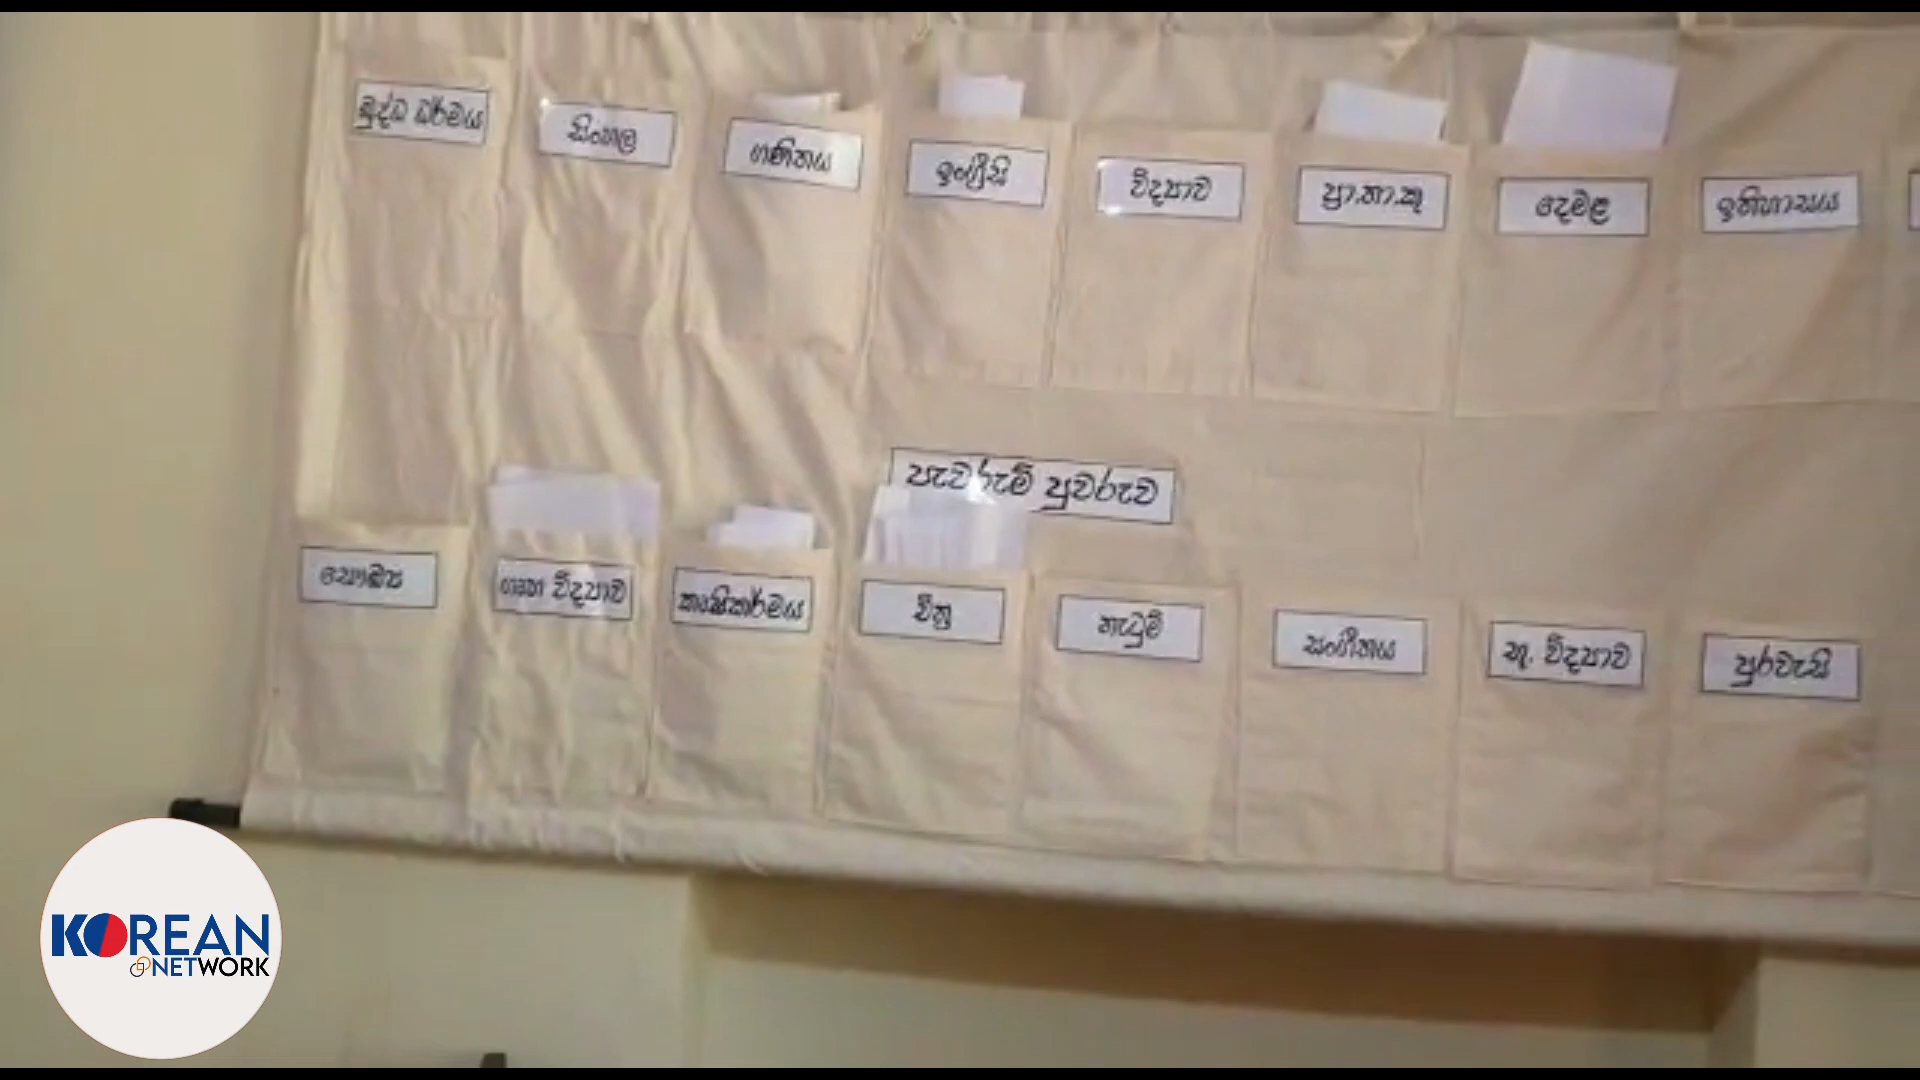 බුද්ධ ධර්මය
සිංහල
ගණිතය
ඉංග්‍රීසි
විද්‍යාව
ප්‍රා.තා.කු
දෙමළ
ඉතිහාසය
පැවරුම් පුවරුව
සෞඛ්‍ය
ගෘහ විද්‍යාව
කෘෂිකර්මය
චිත්‍ර
නැටුම්
සංගීතය
භූ. විද්‍යාව
පුරවැසි
KOREAN
NETWORK